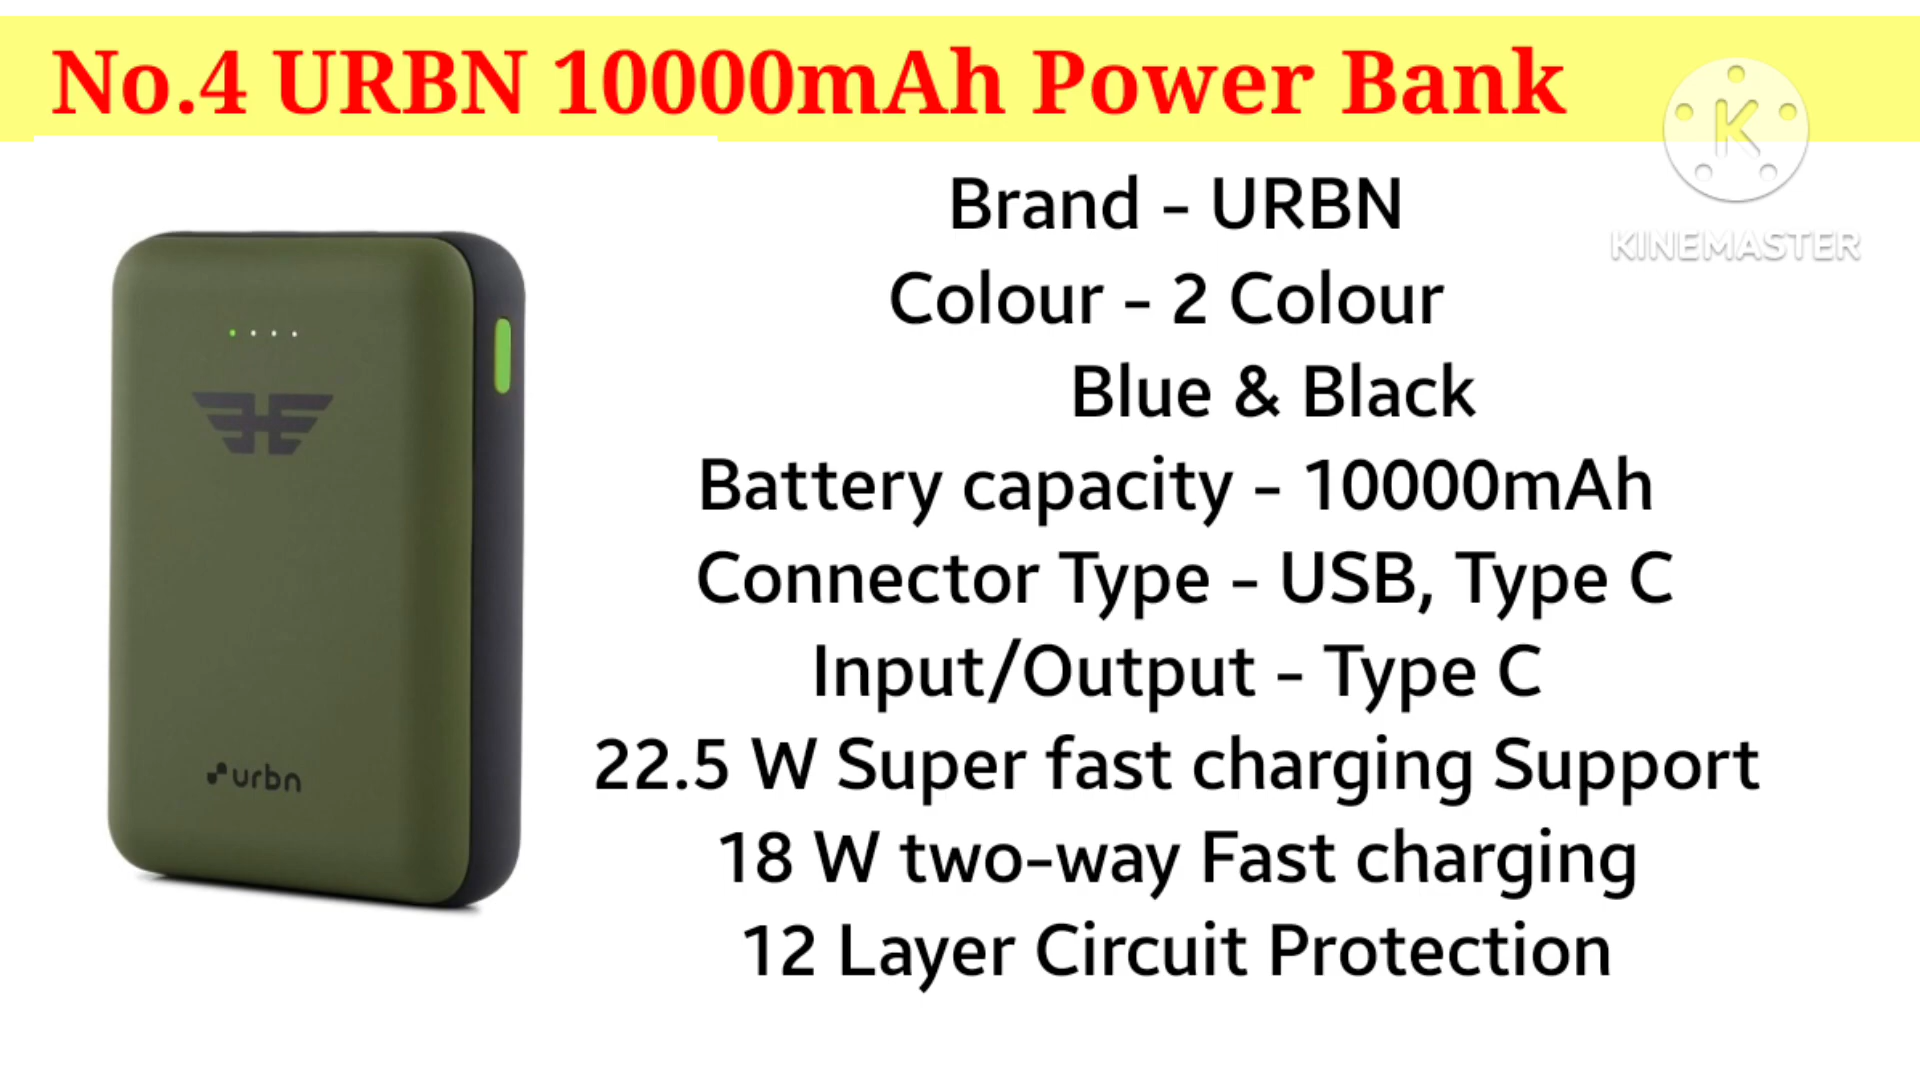 No.4 URBN 10000mAh Power Bank
K
KINEMASTER
Brand - URBN
Colour - 2 Colour
Blue & Black
Battery capacity - 10000mAh
Connector Type - USB, Type C
Input/Output - Type C
22.5 W Super fast charging Support
18 W two-way Fast charging
12 Layer Circuit Protection
urbn